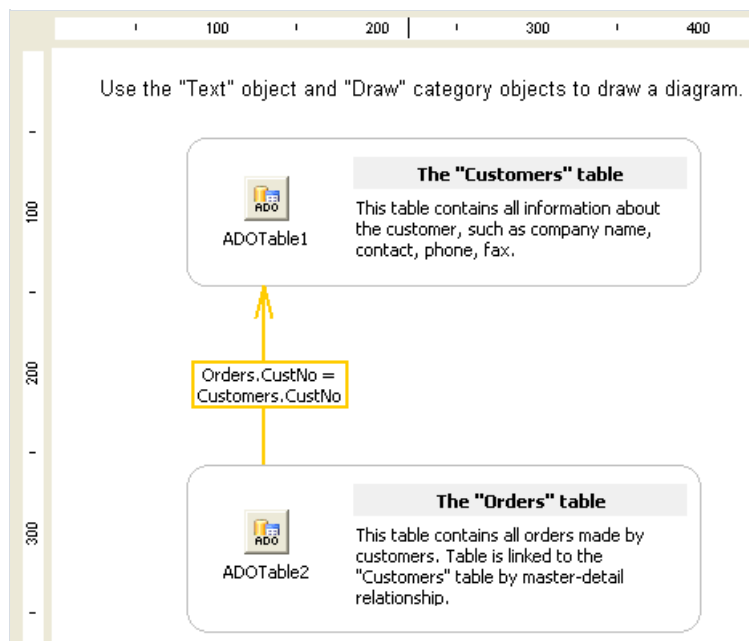 100 200 300 400
Use the "Text" object and "Draw" category objects to draw a diagram.
The "Customers" table
ADO
ADOTable1
This table contains all information about
the customer, such as company name,
contact, phone, fax.
100
200
Orders.CustNo =
Customers.CustNo
300
The "Orders" table
ADO
ADOTable2
This table contains all orders made by
customers. Table is linked to the
"Customers" table by master-detail
relationship.